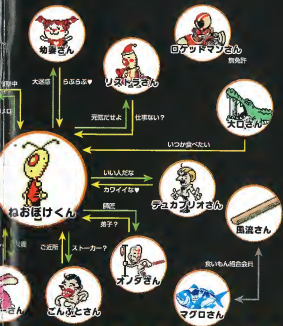 幼妻さん
ロケットマンさん
無免許
大迷惑
らぶらぶ♥
リストラさん
元気だせよ
仕事ない?
大口さん
いつか食べたい
いい人だな
カワイイな♥
デュカプリオさん
ねおぼけくん
師匠
弟子?
風流さん
ご近所
ストーカー?
オノダさん
食いもん組合会員
ごんぶとさん
マグロさん